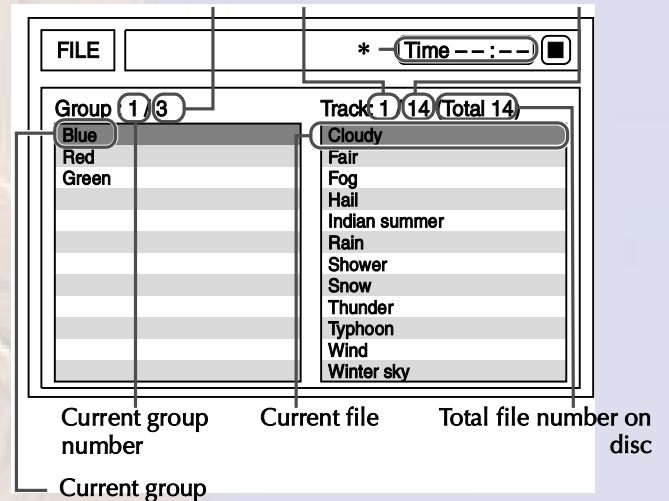 FILE
* Time – – : – –
Group : 1 / 3
Track: 1 / 14 (Total 14)
Blue
Red
Green
Cloudy
Fair
Fog
Hail
Indian summer
Rain
Shower
Snow
Thunder
Typhoon
Wind
Winter sky
Current group
number
Current file
Total file number on
disc
Current group